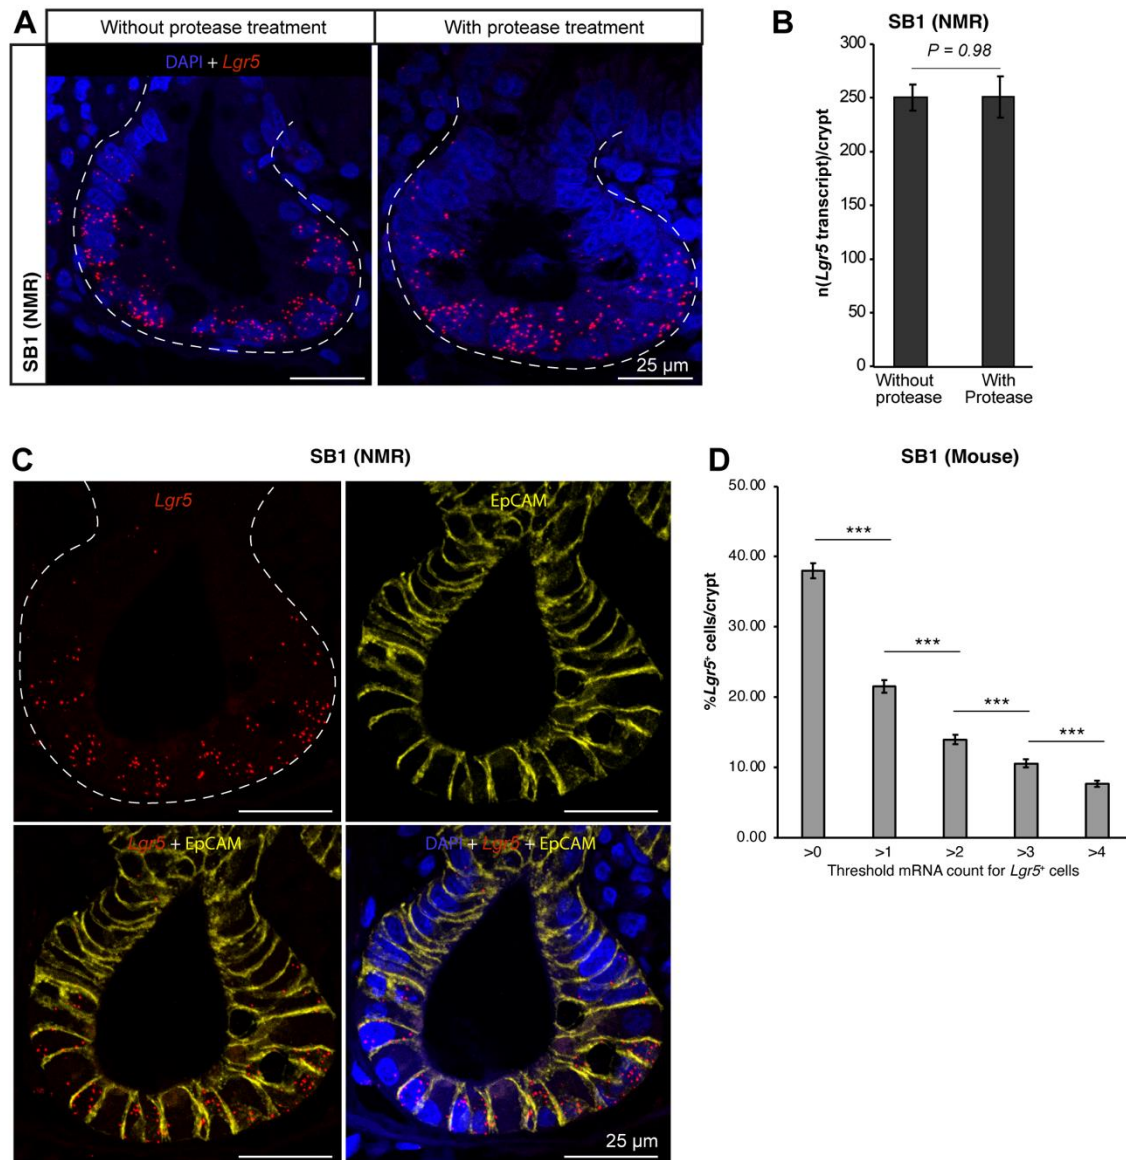 A
Without protease treatment
With protease treatment
DAPI + Lgr5
SB1 (NMR)
25 µm
B
SB1 (NMR)
P = 0.98
n(Lgr5 transcript)/crypt
300
250
200
150
100
50
0
Without
protease
With
Protease
C
SB1 (NMR)
Lgr5
EpCAM
Lgr5 + EpCAM
DAPI + Lgr5 + EpCAM
25 µm
D
SB1 (Mouse)
%Lgr5⁺ cells/crypt
50.00
40.00
30.00
20.00
10.00
0.00
***
***
***
***
>0 >1 >2 >3 >4
Threshold mRNA count for Lgr5⁺ cells